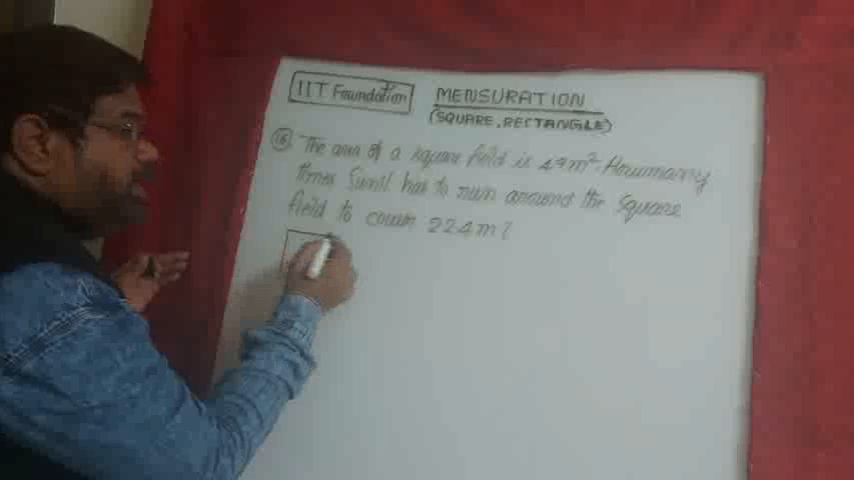 IIT Foundation
MENSURATION
(SQUARE, RECTANGLE)
16 The area of a square field is 49m². How many
times Sunil has to run around the square
field to cover 224m?